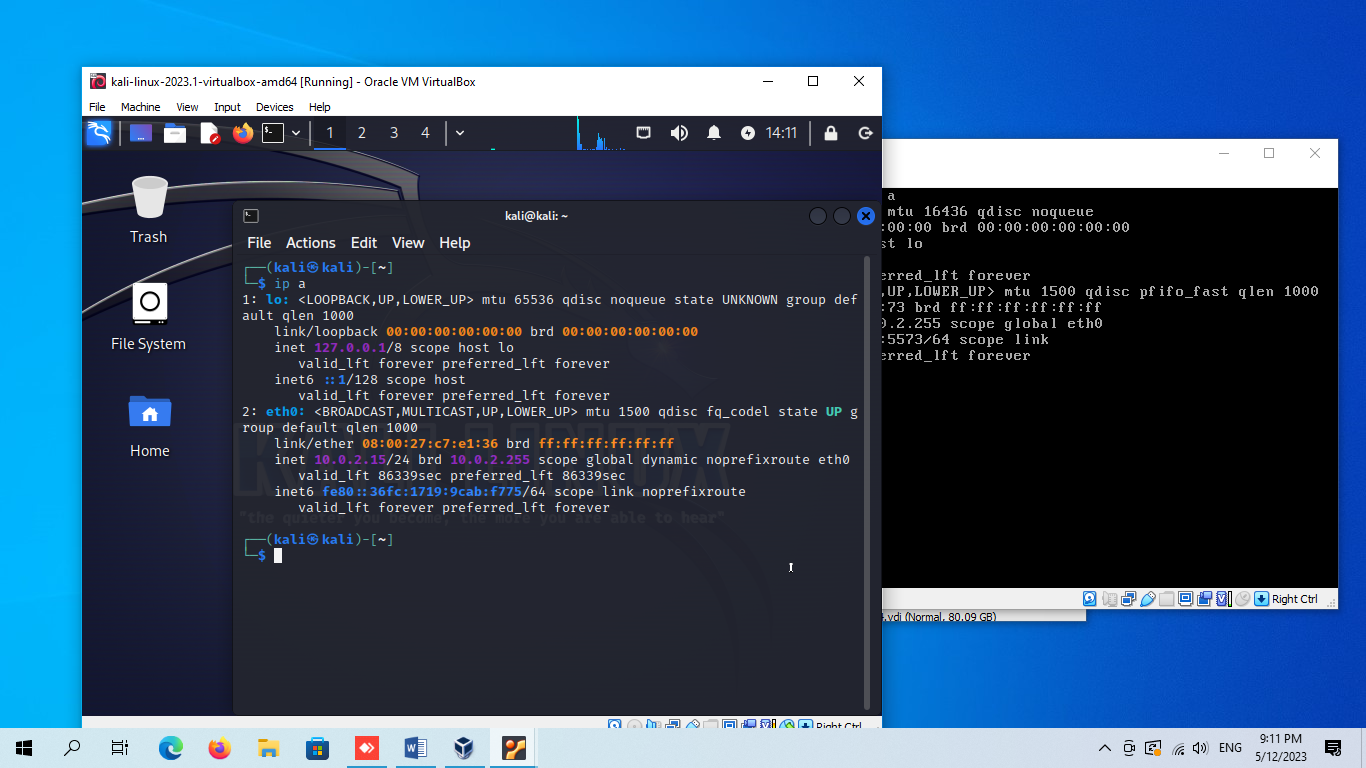 kali-linux-2023.1-virtualbox-amd64 [Running] - Oracle VM VirtualBox
File Machine View Input Devices Help
1 2 3 4 14:11
Trash
File System
Home
kali@kali: ~
File Actions Edit View Help
┌──(kali㉿kali)-[~]
└─$ ip a
1: lo: <LOOPBACK,UP,LOWER_UP> mtu 65536 qdisc noqueue state UNKNOWN group def
ault qlen 1000
link/loopback 00:00:00:00:00:00 brd 00:00:00:00:00:00
inet 127.0.0.1/8 scope host lo
valid_lft forever preferred_lft forever
inet6 ::1/128 scope host
valid_lft forever preferred_lft forever
2: eth0: <BROADCAST,MULTICAST,UP,LOWER_UP> mtu 1500 qdisc fq_codel state UP g
roup default qlen 1000
link/ether 08:00:27:c7:e1:36 brd ff:ff:ff:ff:ff:ff
inet 10.0.2.15/24 brd 10.0.2.255 scope global dynamic noprefixroute eth0
valid_lft 86339sec preferred_lft 86339sec
inet6 fe80::36fc:1719:9cab:f775/64 scope link noprefixroute
valid_lft forever preferred_lft forever
KALI LINUX
"the quieter you become, the more you are able to hear"
┌──(kali㉿kali)-[~]
└─$
Right Ctrl
a
mtu 16436 qdisc noqueue
:00:00 brd 00:00:00:00:00:00
st lo
erred_lft forever
,UP,LOWER_UP> mtu 1500 qdisc pfifo_fast qlen 1000
:73 brd ff:ff:ff:ff:ff:ff
0.2.255 scope global eth0
:5573/64 scope link
erred_lft forever
Right Ctrl
.vdi (Normal, 80.09 GB)
ENG
9:11 PM
5/12/2023